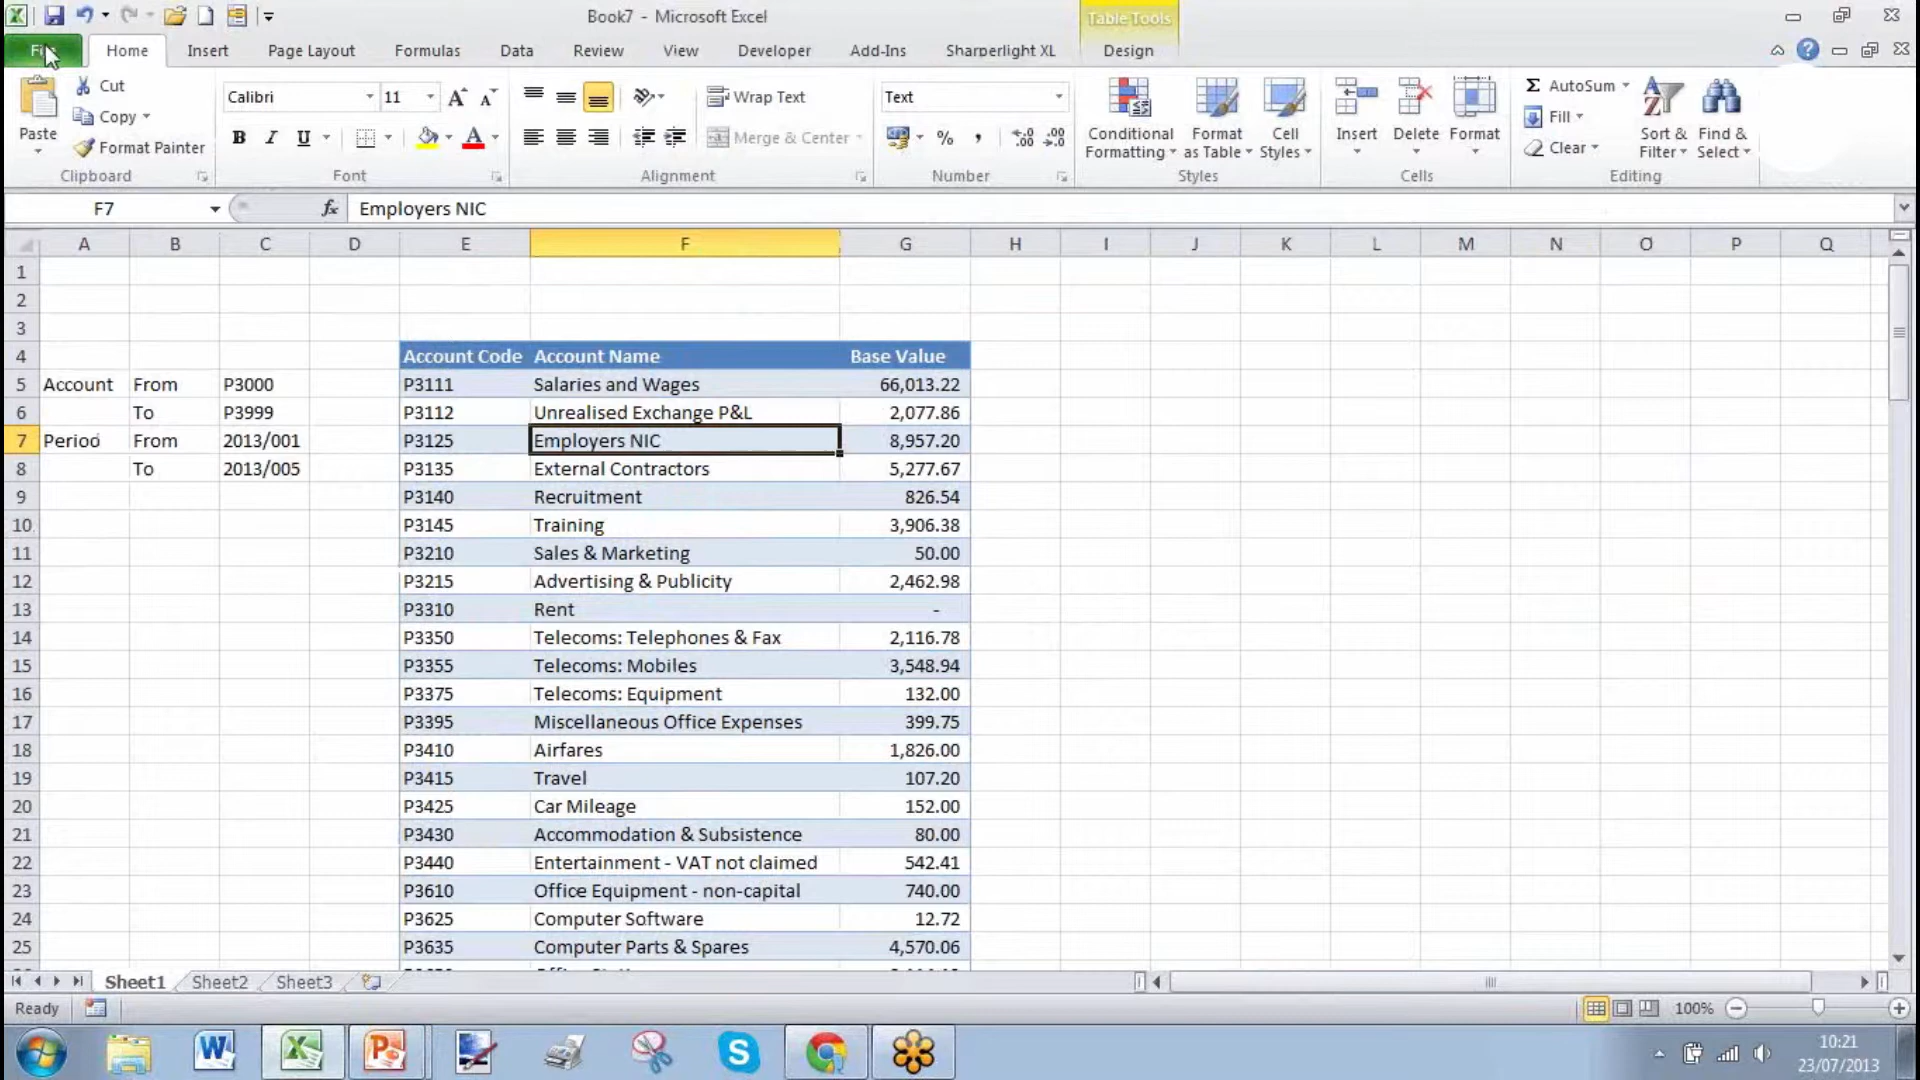 Book7 - Microsoft Excel
Table Tools
Home Insert Page Layout Formulas Data Review View Developer Add-Ins Sharperlight XL Design
Paste
Cut
Copy
Format Painter
Clipboard
Calibri 11
B I U A
Font
Wrap Text
Merge & Center
Alignment
Text
%
Number
Conditional Formatting
Format as Table
Cell Styles
Styles
Insert Delete Format
Cells
AutoSum
Fill
Clear
Sort & Filter
Find & Select
Editing
F7 fx Employers NIC
A B C D E F G H I J K L M N O P Q
1
2
3
4 Account Code Account Name Base Value
5 Account From P3000 P3111 Salaries and Wages 66,013.22
6 To P3999 P3112 Unrealised Exchange P&L 2,077.86
7 Period From 2013/001 P3125 Employers NIC 8,957.20
8 To 2013/005 P3135 External Contractors 5,277.67
9 P3140 Recruitment 826.54
10 P3145 Training 3,906.38
11 P3210 Sales & Marketing 50.00
12 P3215 Advertising & Publicity 2,462.98
13 P3310 Rent -
14 P3350 Telecoms: Telephones & Fax 2,116.78
15 P3355 Telecoms: Mobiles 3,548.94
16 P3375 Telecoms: Equipment 132.00
17 P3395 Miscellaneous Office Expenses 399.75
18 P3410 Airfares 1,826.00
19 P3415 Travel 107.20
20 P3425 Car Mileage 152.00
21 P3430 Accommodation & Subsistence 80.00
22 P3440 Entertainment - VAT not claimed 542.41
23 P3610 Office Equipment - non-capital 740.00
24 P3625 Computer Software 12.72
25 P3635 Computer Parts & Spares 4,570.06
Sheet1 Sheet2 Sheet3
Ready 100%
10:21
23/07/2013